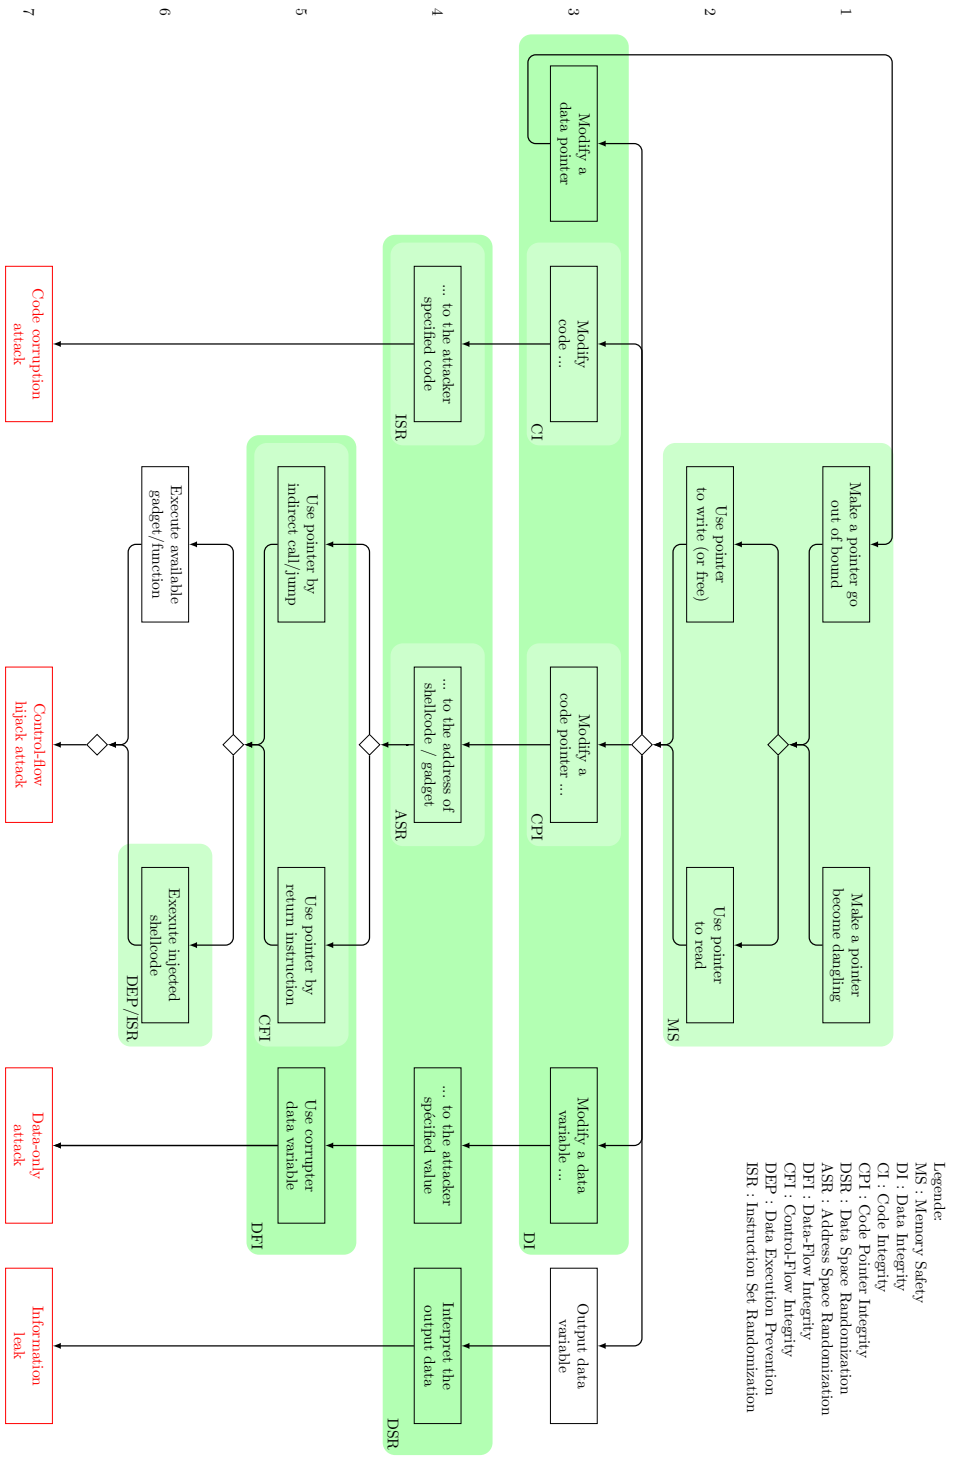 Legende:
MS : Memory Safety
DI : Data Integrity
CI : Code Integrity
CPI : Code Pointer Integrity
DSR : Data Space Randomization
ASR : Address Space Randomization
DFI : Data-Flow Integrity
CFI : Control-Flow Integrity
DEP : Data Execution Prevention
ISR : Instruction Set Randomization
1
Make a pointer go
out of bound
Make a pointer
become dangling
2
Use pointer
to write (or free)
Use pointer
to read
MS
3
Modify a
data pointer
Modify
code ...
CI
Modify a
code pointer ...
CPI
Modify a data
variable ...
DI
Output data
variable
4
... to the attacker
specified code
ISR
... to the address of
shellcode / gadget
ASR
... to the attacker
spécified value
Interpret the
output data
DSR
5
Use pointer by
indirect call/jump
Use pointer by
return instruction
CFI
Use corrupter
data variable
DFI
6
Execute available
gadget/function
Exexute injected
shellcode
DEP/ISR
7
Code corruption
attack
Control-flow
hijack attack
Data-only
attack
Information
leak